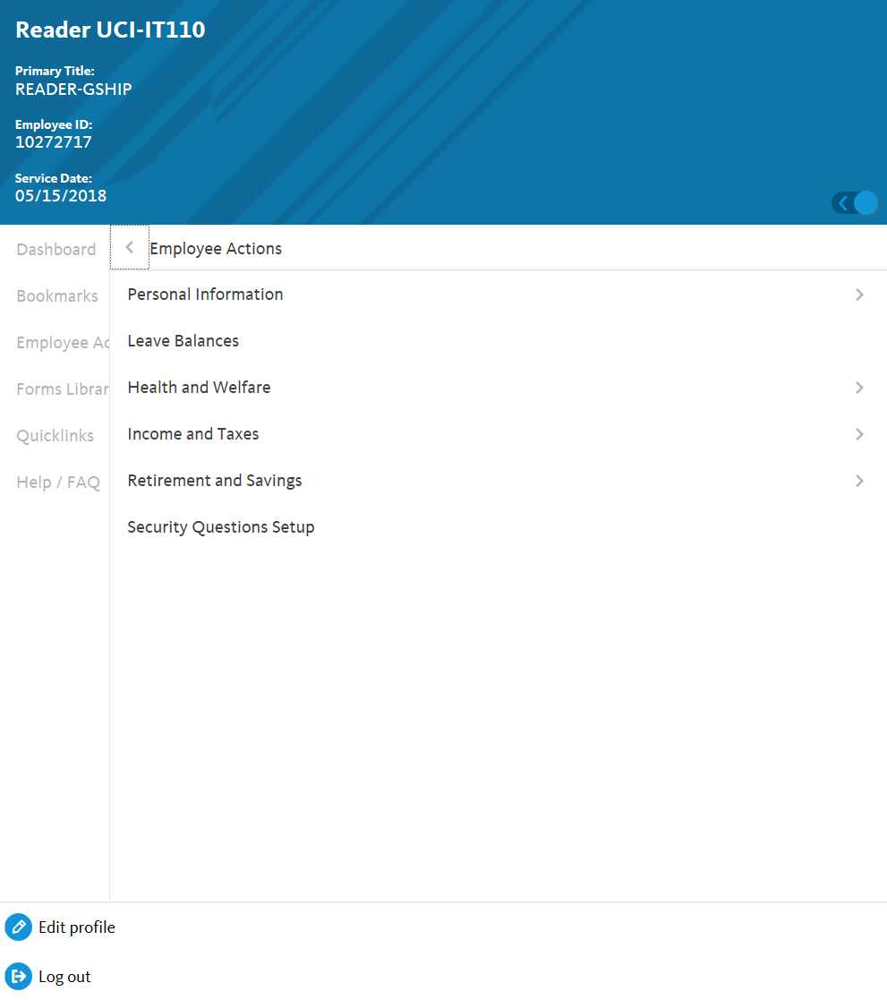 Reader UCI-IT110
Primary Title:
READER-GSHIP
Employee ID:
10272717
Service Date:
05/15/2018
Dashboard
Bookmarks
Employee Ac
Forms Librar
Quicklinks
Help / FAQ
Employee Actions
Personal Information
Leave Balances
Health and Welfare
Income and Taxes
Retirement and Savings
Security Questions Setup
Edit profile
Log out